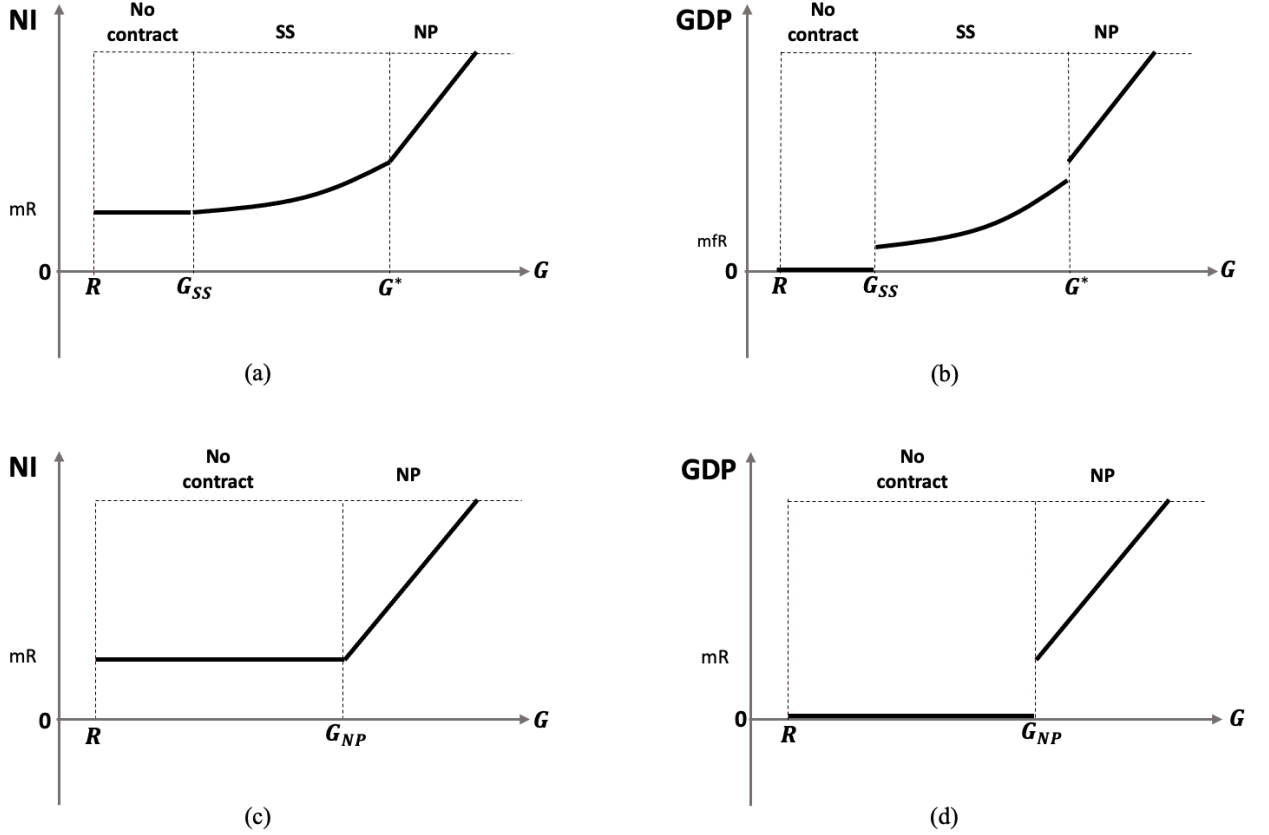 NI
No
contract
SS
NP
mR
0
R
G_SS
G*
G
(a)
GDP
No
contract
SS
NP
mfR
0
R
G_SS
G*
G
(b)
NI
No
contract
NP
mR
0
R
G_NP
G
(c)
GDP
No
contract
NP
mR
0
R
G_NP
G
(d)